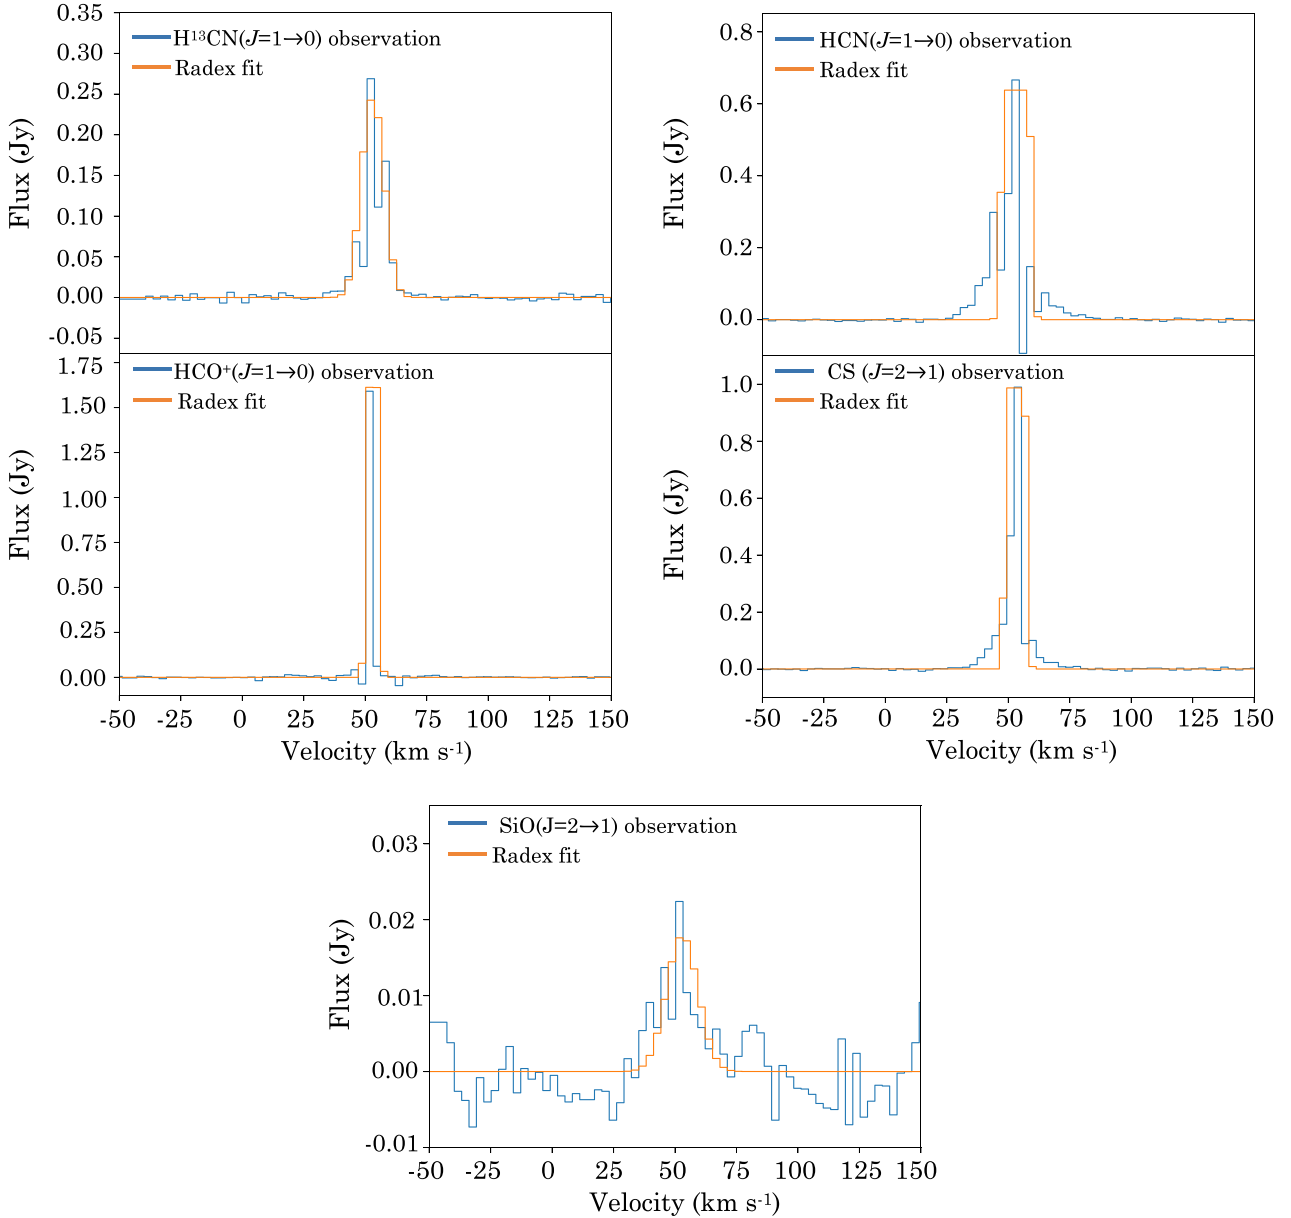 0.35
0.30
0.25
0.20
0.15
0.10
0.05
0.00
-0.05
Flux (Jy)
H¹³CN(J=1→0) observation
Radex fit
0.8
0.6
0.4
0.2
0.0
Flux (Jy)
HCN(J=1→0) observation
Radex fit
1.75
1.50
1.25
1.00
0.75
0.50
0.25
0.00
Flux (Jy)
HCO⁺(J=1→0) observation
Radex fit
-50 -25 0 25 50 75 100 125 150
Velocity (km s⁻¹)
1.0
0.8
0.6
0.4
0.2
0.0
Flux (Jy)
CS (J=2→1) observation
Radex fit
-50 -25 0 25 50 75 100 125 150
Velocity (km s⁻¹)
0.03
0.02
0.01
0.00
-0.01
Flux (Jy)
SiO(J=2→1) observation
Radex fit
-50 -25 0 25 50 75 100 125 150
Velocity (km s⁻¹)